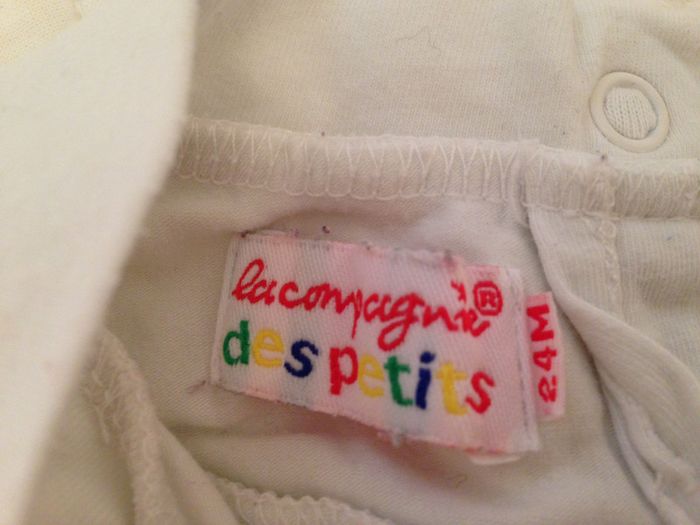 la compagnie®
des petits
24M